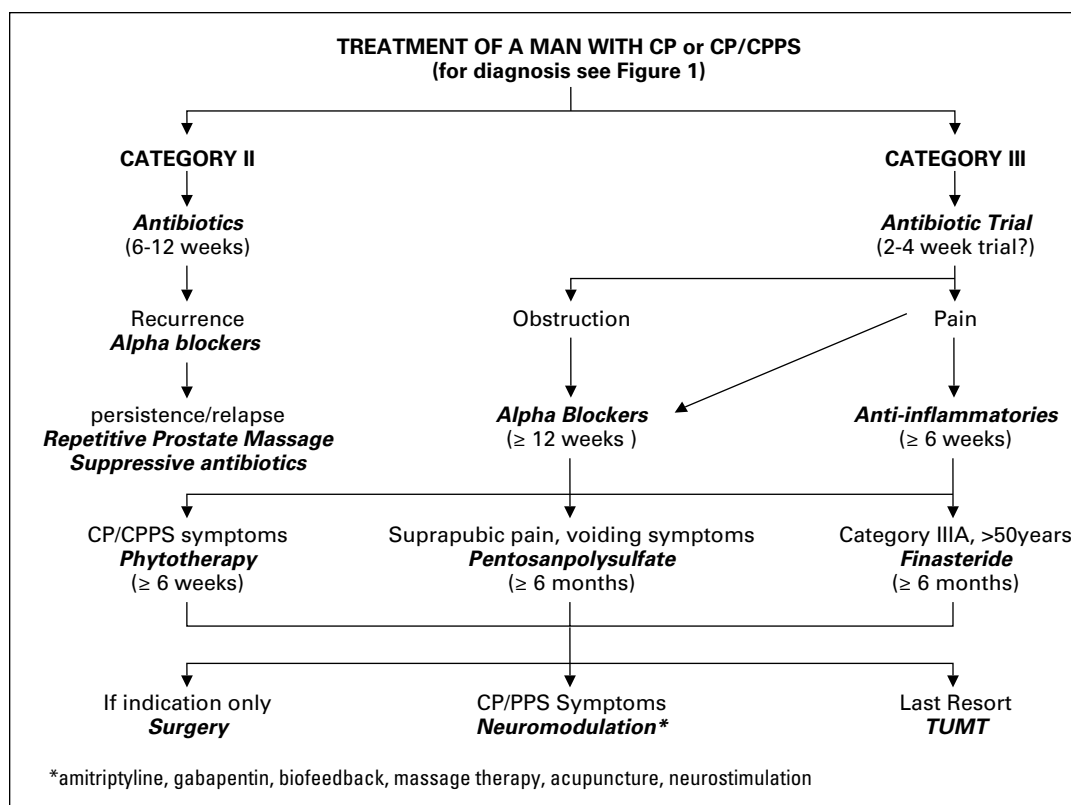 TREATMENT OF A MAN WITH CP or CP/CPPS
(for diagnosis see Figure 1)
CATEGORY II
CATEGORY III
Antibiotics
(6-12 weeks)
Antibiotic Trial
(2-4 week trial?)
Recurrence
Alpha blockers
Obstruction
Pain
persistence/relapse
Repetitive Prostate Massage
Suppressive antibiotics
Alpha Blockers
(≥ 12 weeks )
Anti-inflammatories
(≥ 6 weeks)
CP/CPPS symptoms
Phytotherapy
(≥ 6 weeks)
Suprapubic pain, voiding symptoms
Pentosanpolysulfate
(≥ 6 months)
Category IIIA, >50years
Finasteride
(≥ 6 months)
If indication only
Surgery
CP/PPS Symptoms
Neuromodulation*
Last Resort
TUMT
*amitriptyline, gabapentin, biofeedback, massage therapy, acupuncture, neurostimulation